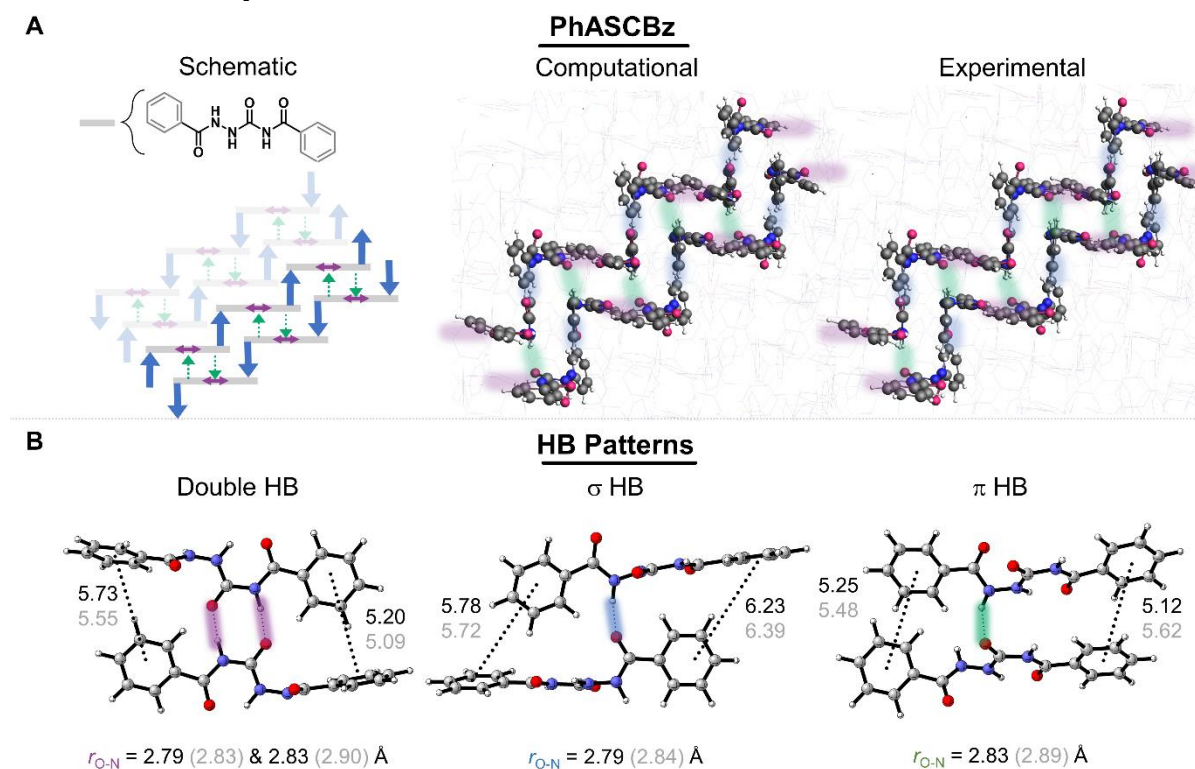 A
PhASCBz
Schematic
Computational
Experimental
O
H
N
N
H
O
N
H
O
B
HB Patterns
Double HB
σ HB
π HB
5.73
5.55
5.20
5.09
5.78
5.72
6.23
6.39
5.25
5.48
5.12
5.62
rO-N = 2.79 (2.83) & 2.83 (2.90) Å
rO-N = 2.79 (2.84) Å
rO-N = 2.83 (2.89) Å